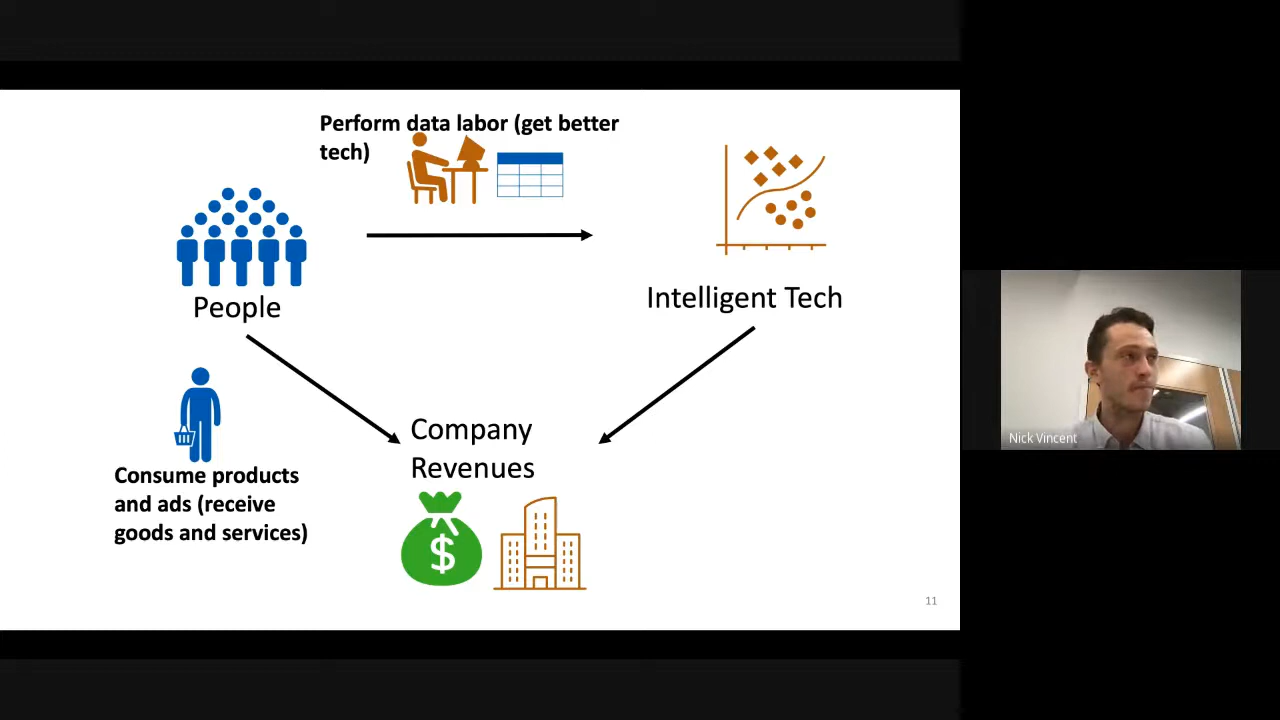 Perform data labor (get better
tech)
People
Intelligent Tech
Company
Revenues
Consume products
and ads (receive
goods and services)
$
11
Nick Vincent